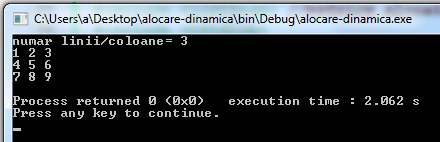 C:\Users\a\Desktop\alocare-dinamica\bin\Debug\alocare-dinamica.exe
numar linii/coloane= 3
1 2 3
4 5 6
7 8 9
Process returned 0 (0x0)   execution time : 2.062 s
Press any key to continue.